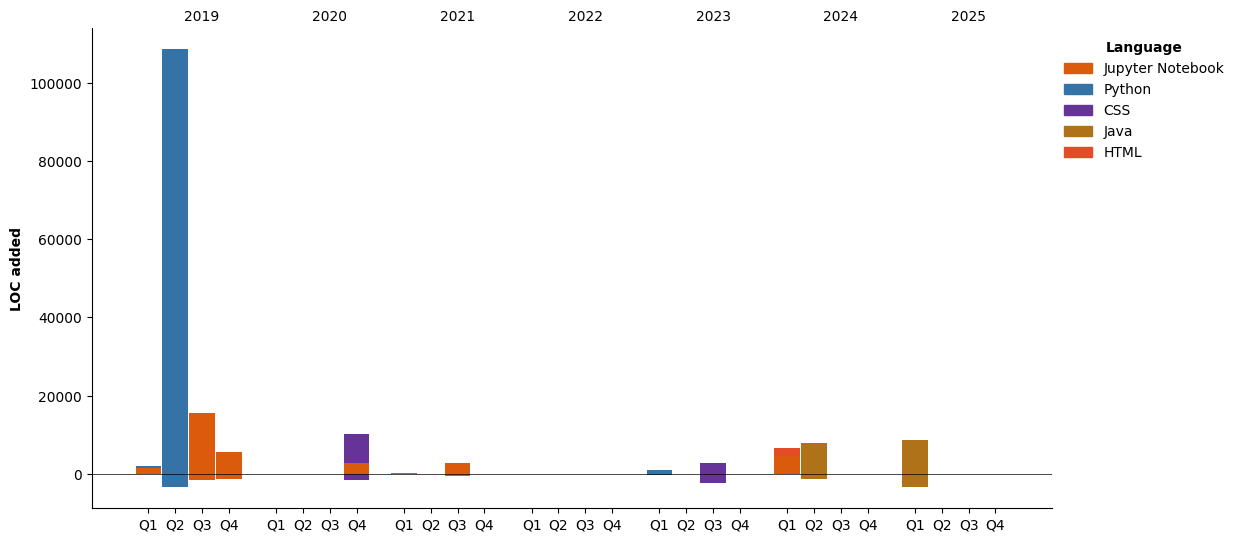 2019 2020 2021 2022 2023 2024 2025
Language
Jupyter Notebook
Python
CSS
Java
HTML
LOC added
100000
80000
60000
40000
20000
0
Q1 Q2 Q3 Q4 Q1 Q2 Q3 Q4 Q1 Q2 Q3 Q4 Q1 Q2 Q3 Q4 Q1 Q2 Q3 Q4 Q1 Q2 Q3 Q4 Q1 Q2 Q3 Q4